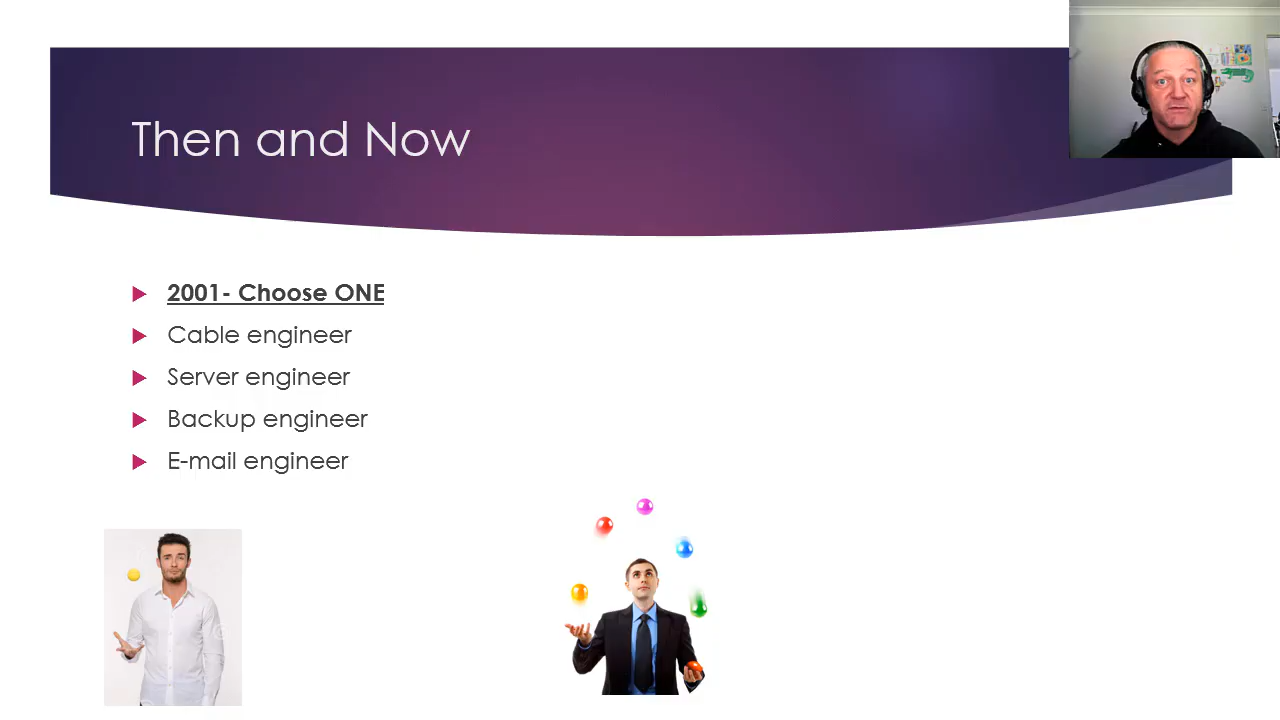 Then and Now
2001- Choose ONE
Cable engineer
Server engineer
Backup engineer
E-mail engineer